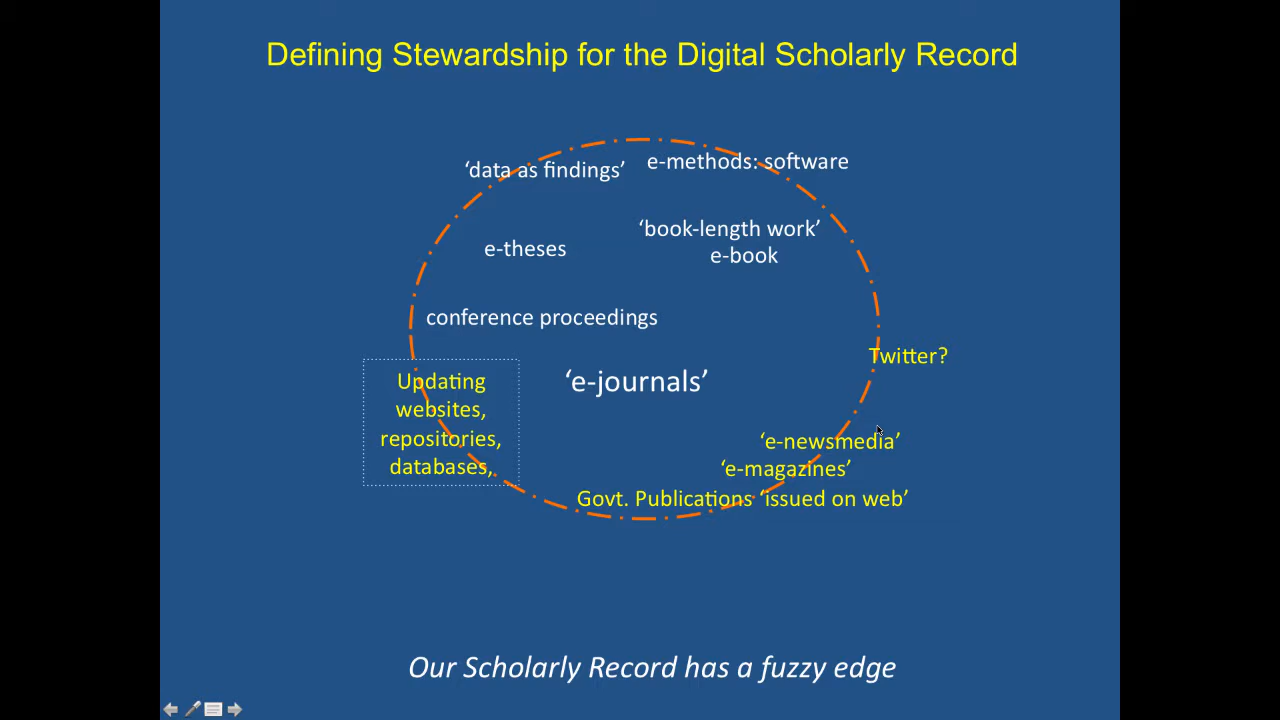 Defining Stewardship for the Digital Scholarly Record
‘data as findings’
e-methods: software
‘book-length work’
e-book
e-theses
conference proceedings
Twitter?
‘e-journals’
Updating
websites,
repositories,
databases,
‘e-newsmedia’
‘e-magazines’
Govt. Publications ‘issued on web’
Our Scholarly Record has a fuzzy edge